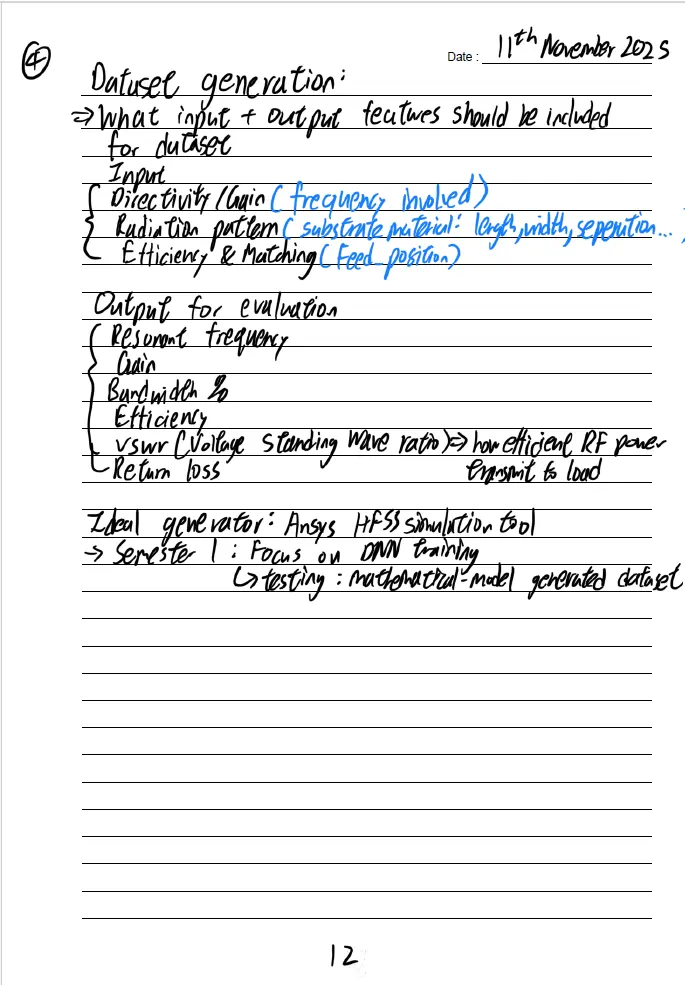 ④
Date : 11th November 2025
Dataset generation:
⇒ What input + output features should be included
for dataset
Input
Directivity / Gain (frequency involved)
Radiation pattern (substrate material: length, width, seperation...)
Efficiency & Matching (Feed position)
Output for evaluation
Resonant frequency
Gain
Bandwidth %
Efficiency
VSWR (Voltage Standing Wave ratio) ⇒ how efficient RF power
Return loss transmit to load
Ideal generator: Ansys HFSS simulation tool
→ Semester 1: Focus on DNN training
↳ testing: mathematical-model generated dataset
12